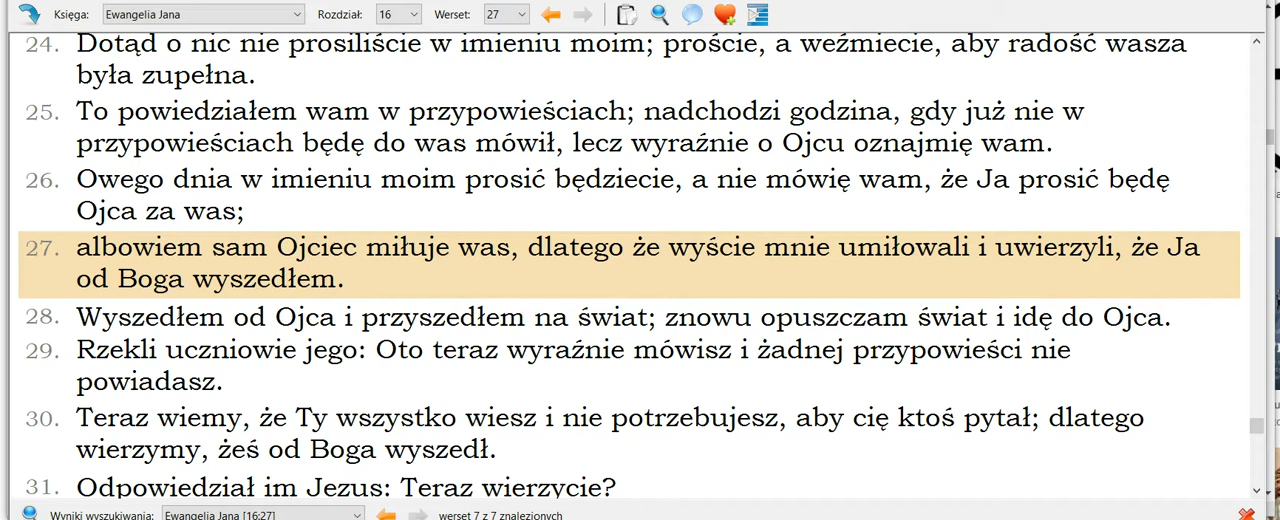 Księga: Ewangelia Jana Rozdział: 16 Werset: 27
24. Dotąd o nic nie prosiliście w imieniu moim; proście, a weźmiecie, aby radość wasza
była zupełna.
25. To powiedziałem wam w przypowieściach; nadchodzi godzina, gdy już nie w
przypowieściach będę do was mówił, lecz wyraźnie o Ojcu oznajmię wam.
26. Owego dnia w imieniu moim prosić będziecie, a nie mówię wam, że Ja prosić będę
Ojca za was;
27. albowiem sam Ojciec miłuje was, dlatego że wyście mnie umiłowali i uwierzyli, że Ja
od Boga wyszedłem.
28. Wyszedłem od Ojca i przyszedłem na świat; znowu opuszczam świat i idę do Ojca.
29. Rzekli uczniowie jego: Oto teraz wyraźnie mówisz i żadnej przypowieści nie
powiadasz.
30. Teraz wiemy, że Ty wszystko wiesz i nie potrzebujesz, aby cię ktoś pytał; dlatego
wierzymy, żeś od Boga wyszedł.
31. Odpowiedział im Jezus: Teraz wierzycie?
Wyniki wyszukiwania: Ewangelia Jana [16:27] werset 7 z 7 znalezionych